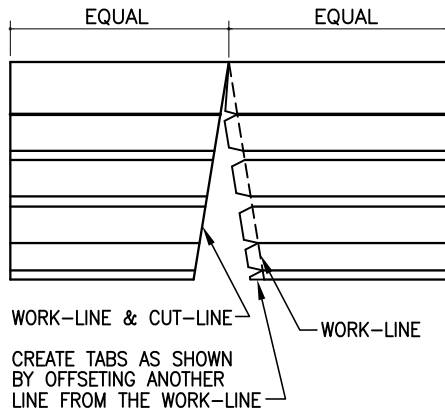 EQUAL EQUAL
WORK-LINE & CUT-LINE
WORK-LINE
CREATE TABS AS SHOWN
BY OFFSETING ANOTHER
LINE FROM THE WORK-LINE